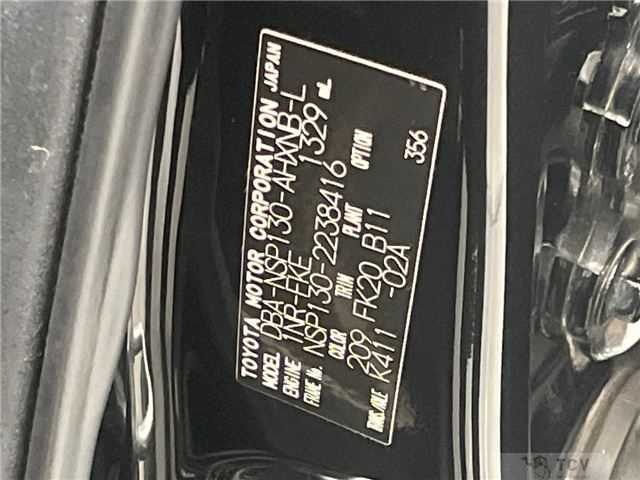 TOYOTA MOTOR CORPORATION JAPAN
MODEL DBA-NSP130-AHXNB-L
ENGINE 1NR-FKE 1329 mL
FRAME No. NSP130-2238416
COLOR TRIM PLANT OPTION
209 FK20 B11
TRANS/AXLE K411 -02A 356
TCV